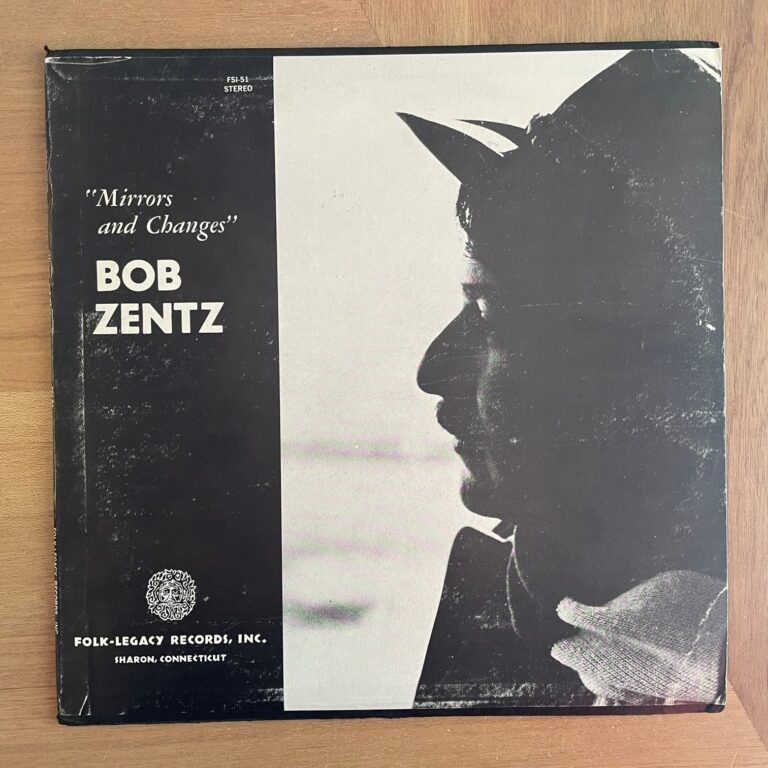 FSI-51
STEREO
"Mirrors
and Changes"
BOB
ZENTZ
FOLK-LEGACY RECORDS, INC.
SHARON, CONNECTICUT